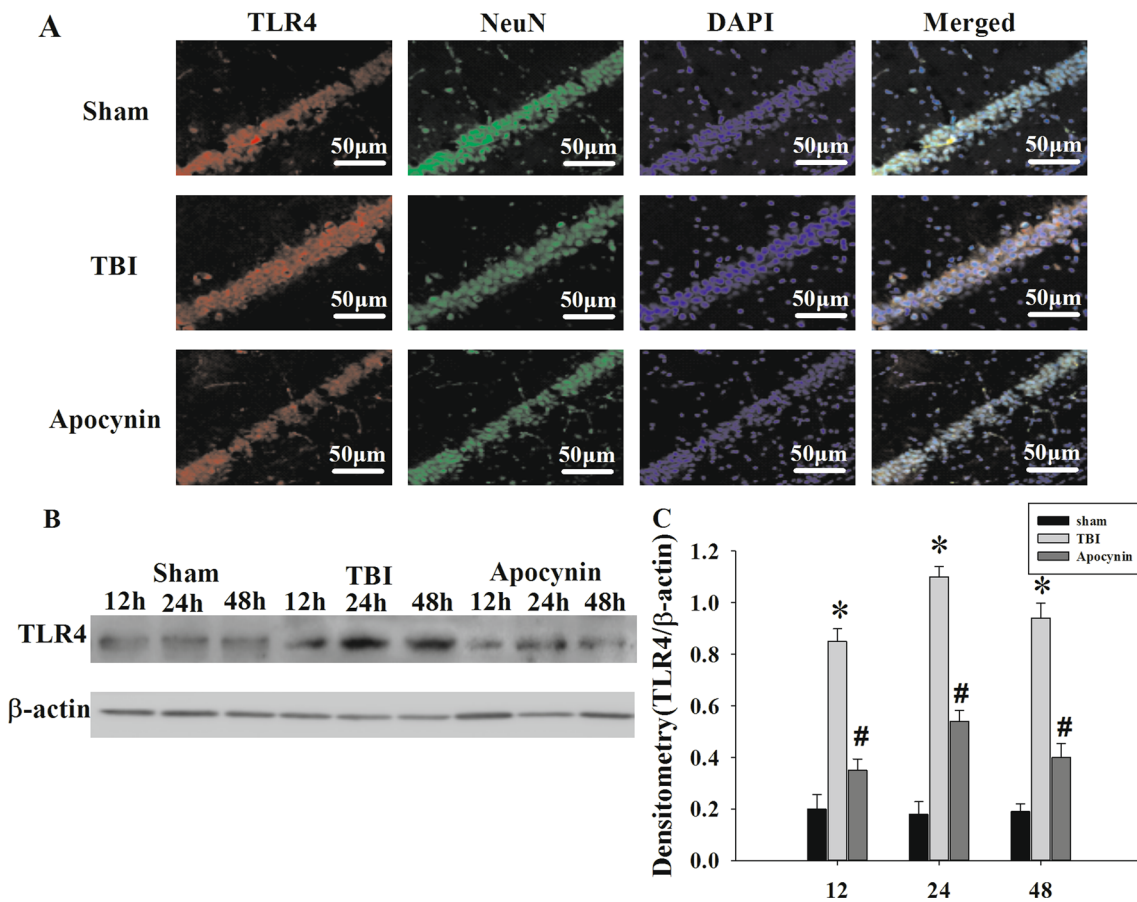 A
TLR4 NeuN DAPI Merged
Sham
50μm 50μm 50μm 50μm
TBI
50μm 50μm 50μm 50μm
Apocynin
50μm 50μm 50μm 50μm
B
Sham TBI Apocynin
12h 24h 48h 12h 24h 48h 12h 24h 48h
TLR4
β-actin
C
sham
TBI
Apocynin
Densitometry(TLR4/β-actin)
1.2
1.0
0.8
0.6
0.4
0.2
0.0
* # * # * #
12 24 48